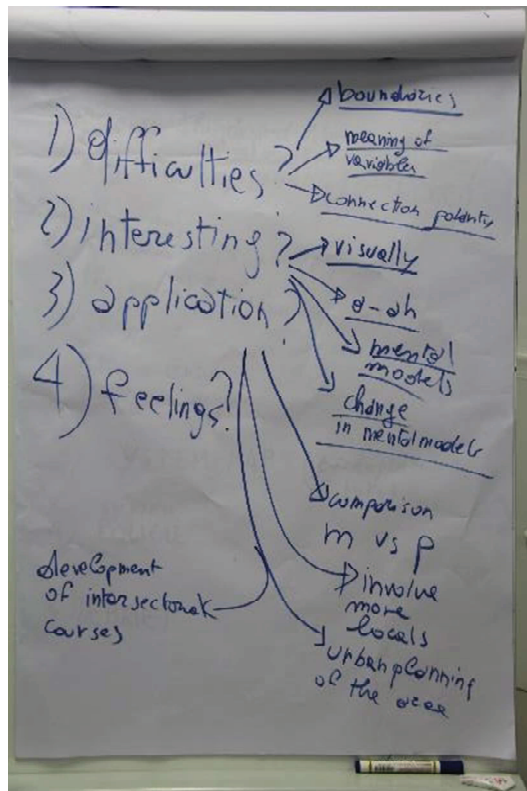 1) difficulties?
boundaries
meaning of
variables
connection polarity
2) interesting?
visually
a-ah
mental
models
change
in mental models
3) application?
comparison
m vs p
involve
more
locals
urban planning
of the area
development
of intersectoral
courses
4) feelings?